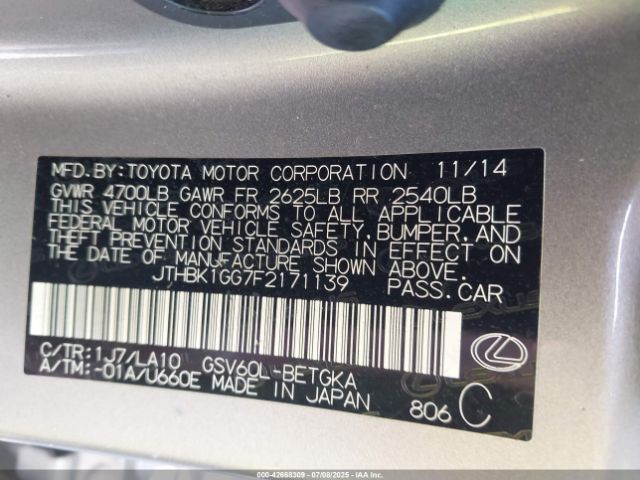 MFD. BY: TOYOTA MOTOR CORPORATION 11/14
GVWR 4700LB GAWR FR 2625LB RR 2540LB
THIS VEHICLE CONFORMS TO ALL APPLICABLE
FEDERAL MOTOR VEHICLE SAFETY, BUMPER, AND
THEFT PREVENTION STANDARDS IN EFFECT ON
THE DATE OF MANUFACTURE SHOWN ABOVE.
JTHBK1GG7F2171139 PASS. CAR
C/TR: 1J7/LA10 GSV60L-BETGKA
A/TM: -01A/U660E MADE IN JAPAN
806 C
© 42668309 - 07/08/2025 - IAAI.COM